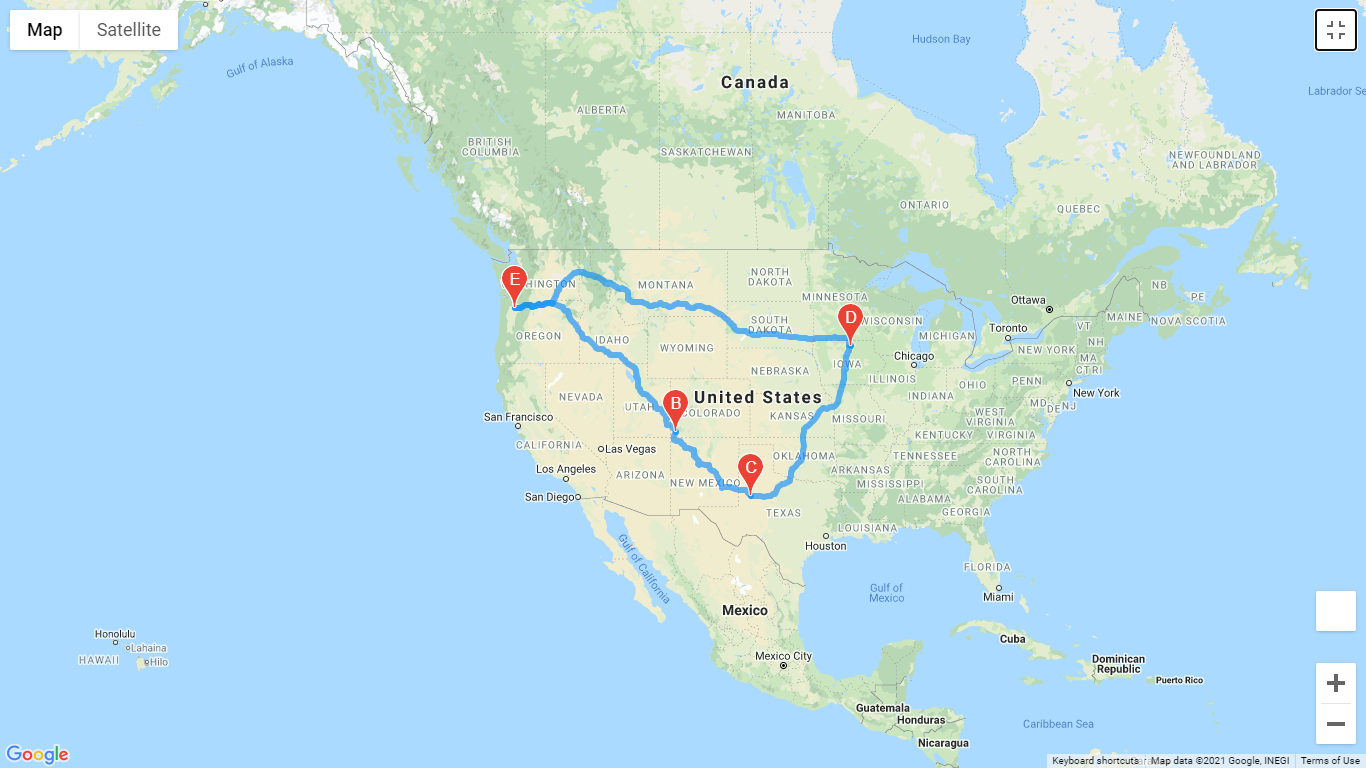 Map
Satellite
Gulf of Alaska
Hudson Bay
Labrador Se
Canada
ALBERTA
MANITOBA
BRITISH
COLUMBIA
SASKATCHEWAN
NEWFOUNDLAND
AND LABRADOR
ONTARIO
QUEBEC
E
HINGTON
MONTANA
NORTH
DAKOTA
MINNESOTA
Ottawa
NB
PE
D
WISCONSIN
SOUTH
DAKOTA
Toronto
VT
MAINE
NOVA SCOTIA
OREGON
IDAHO
WYOMING
MICHIGAN
NH
NEW YORK
Chicago
MA
IOWA
NEBRASKA
ILLINOIS
OHIO
PENN
CT
RI
NEVADA
UTAH
B
United States
INDIANA
New York
MD
DE
NJ
COLORADO
KANSAS
MISSOURI
WEST
VIRGINIA
San Francisco
KENTUCKY
VIRGINIA
CALIFORNIA
Las Vegas
OKLAHOMA
TENNESSEE
NORTH
CAROLINA
Los Angeles
ARIZONA
NEW MEXICO
C
ARKANSAS
MISSISSIPPI
SOUTH
CAROLINA
San Diego
ALABAMA
GEORGIA
TEXAS
LOUISIANA
Houston
Gulf of California
FLORIDA
Gulf of
Mexico
Miami
Mexico
Honolulu
Lahaina
HAWAII
Hilo
Cuba
Mexico City
Dominican
Republic
Puerto Rico
Guatemala
Honduras
Caribbean Sea
Nicaragua
Google
Keyboard shortcuts
Map data ©2021 Google, INEGI
Terms of Use